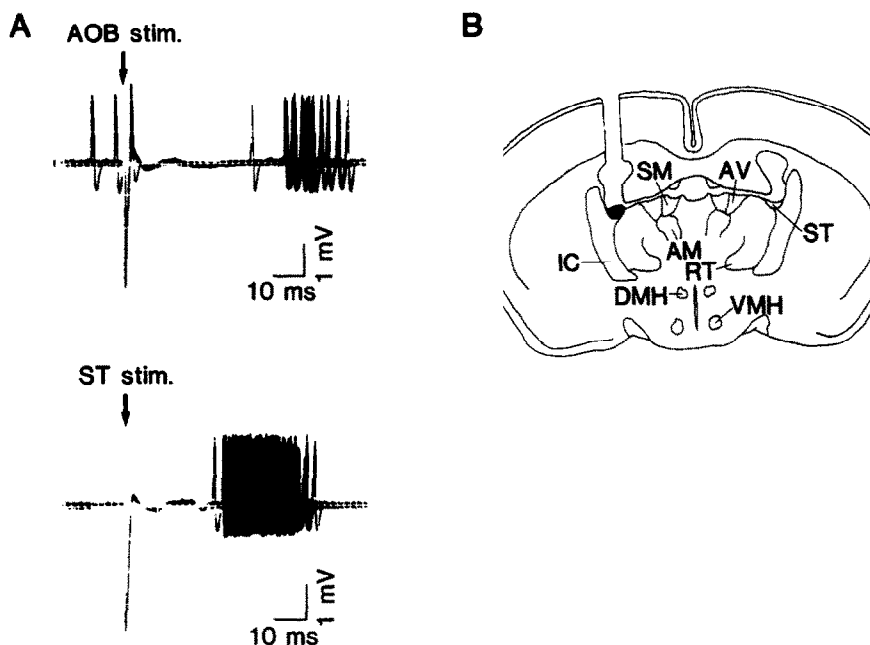 A
AOB stim.
1 mV
10 ms
ST stim.
1 mV
10 ms
B
SM
AV
ST
IC
AM
RT
DMH
VMH